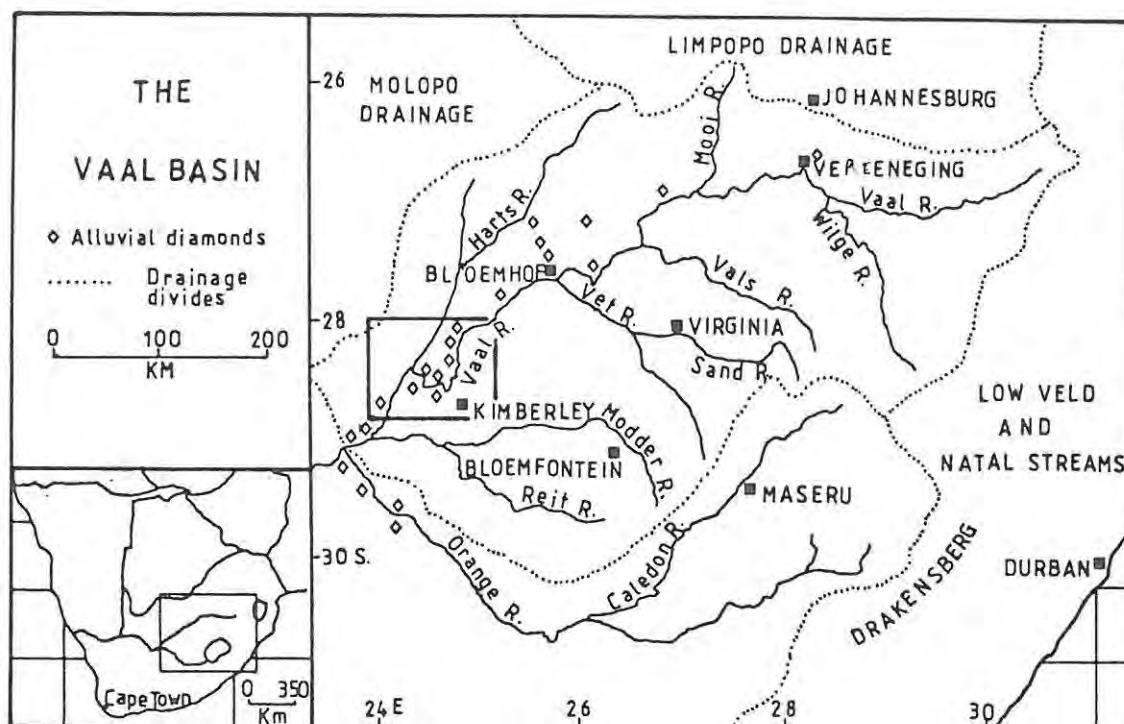 THE
VAAL BASIN
◊ Alluvial diamonds
........ Drainage
divides
0 100 200
KM
Cape Town
0 350
Km
LIMPOPO DRAINAGE
26
MOLOPO
DRAINAGE
JOHANNESBURG
Mooi R.
VEREENEGING
Vaal R.
Harts R.
Wilge R.
BLOEMHOF
Vals R.
Vet R.
28
VIRGINIA
Vaal R.
Sand R.
KIMBERLEY
LOW VELD
AND
NATAL STREAMS
Modder R.
BLOEMFONTEIN
MASERU
Reit R.
30 S.
Orange R.
Caledon R.
DURBAN
DRAKENSBERG
24 E
26
28
30